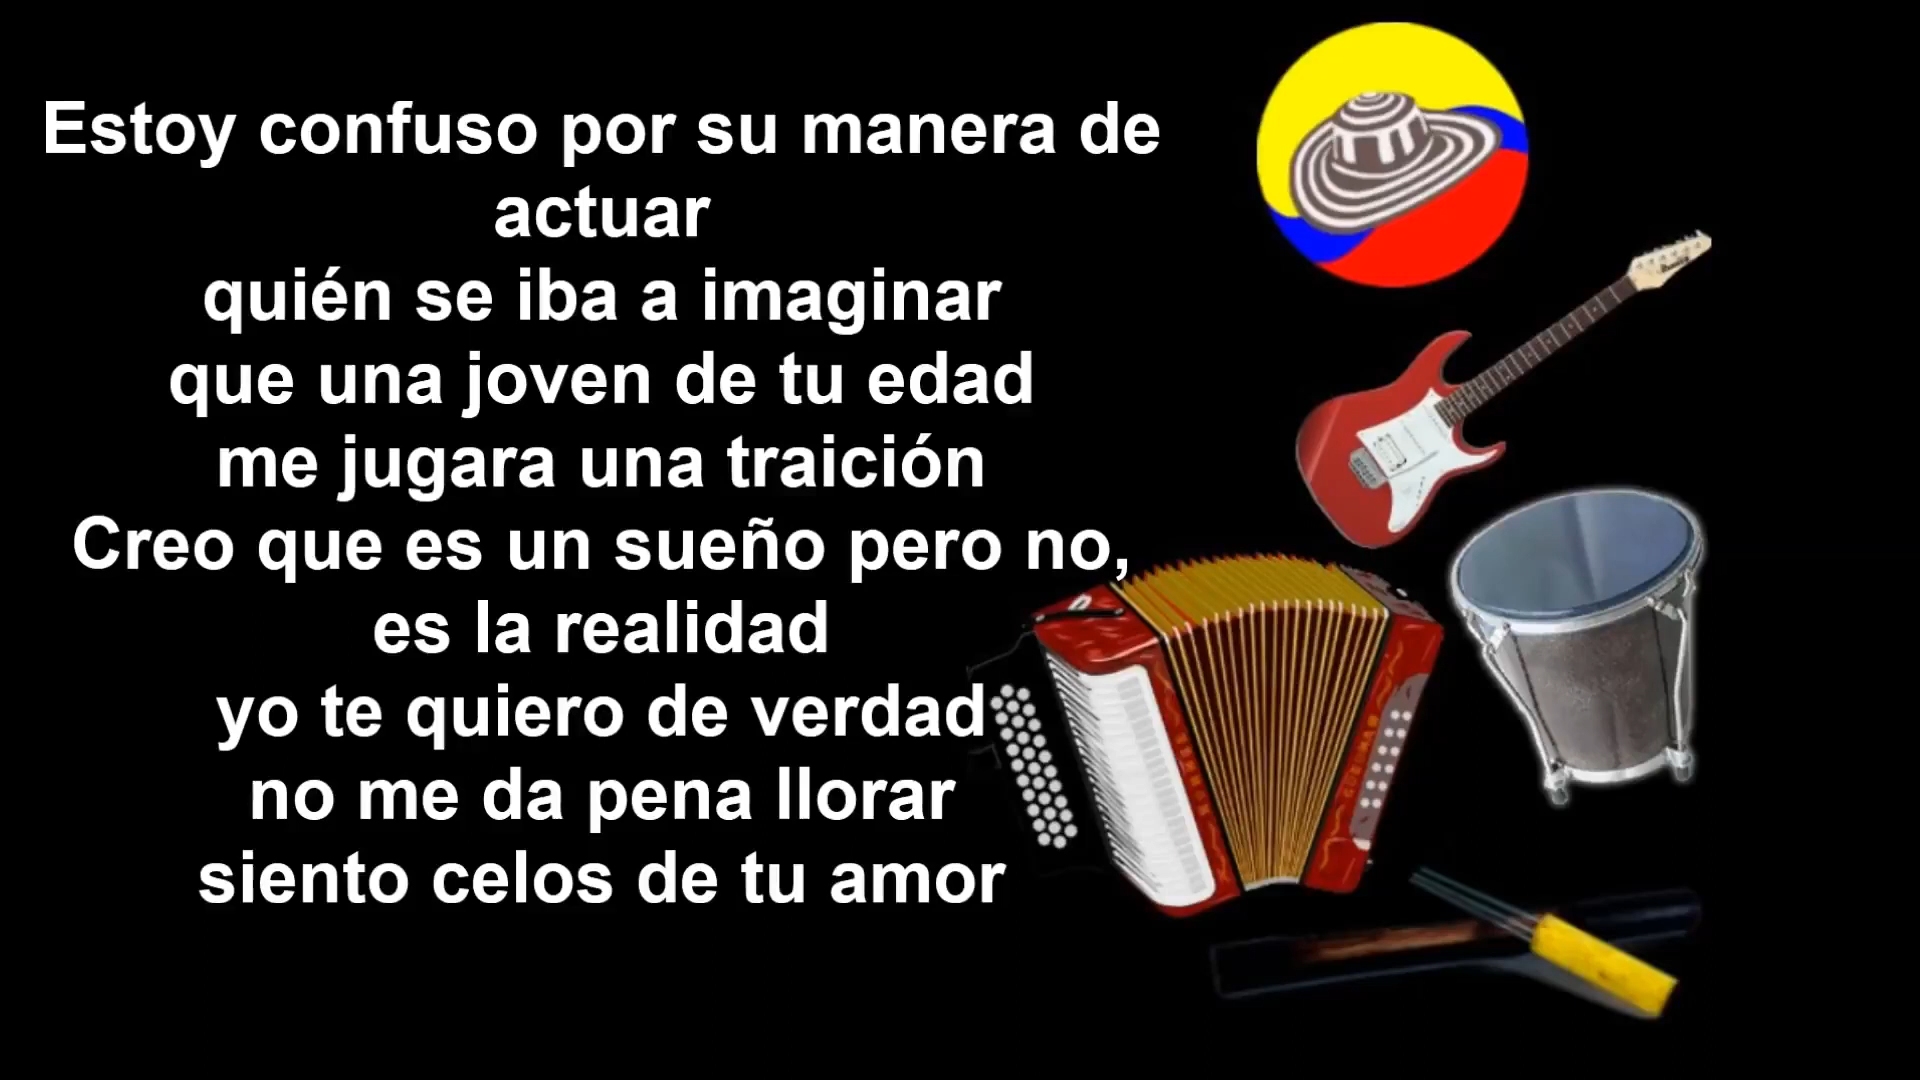 Estoy confuso por su manera de
actuar
quién se iba a imaginar
que una joven de tu edad
me jugara una traición
Creo que es un sueño pero no,
es la realidad
yo te quiero de verdad
no me da pena llorar
siento celos de tu amor